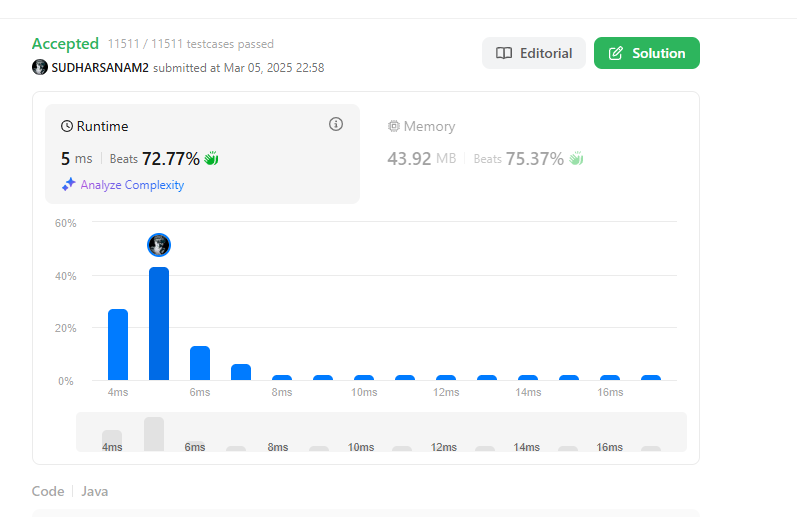 Accepted 11511 / 11511 testcases passed
SUDHARSANAM2 submitted at Mar 05, 2025 22:58
Editorial
Solution
Runtime
5 ms | Beats 72.77%
Analyze Complexity
Memory
43.92 MB | Beats 75.37%
60%
40%
20%
0%
4ms 6ms 8ms 10ms 12ms 14ms 16ms
4ms 6ms 8ms 10ms 12ms 14ms 16ms
Code | Java